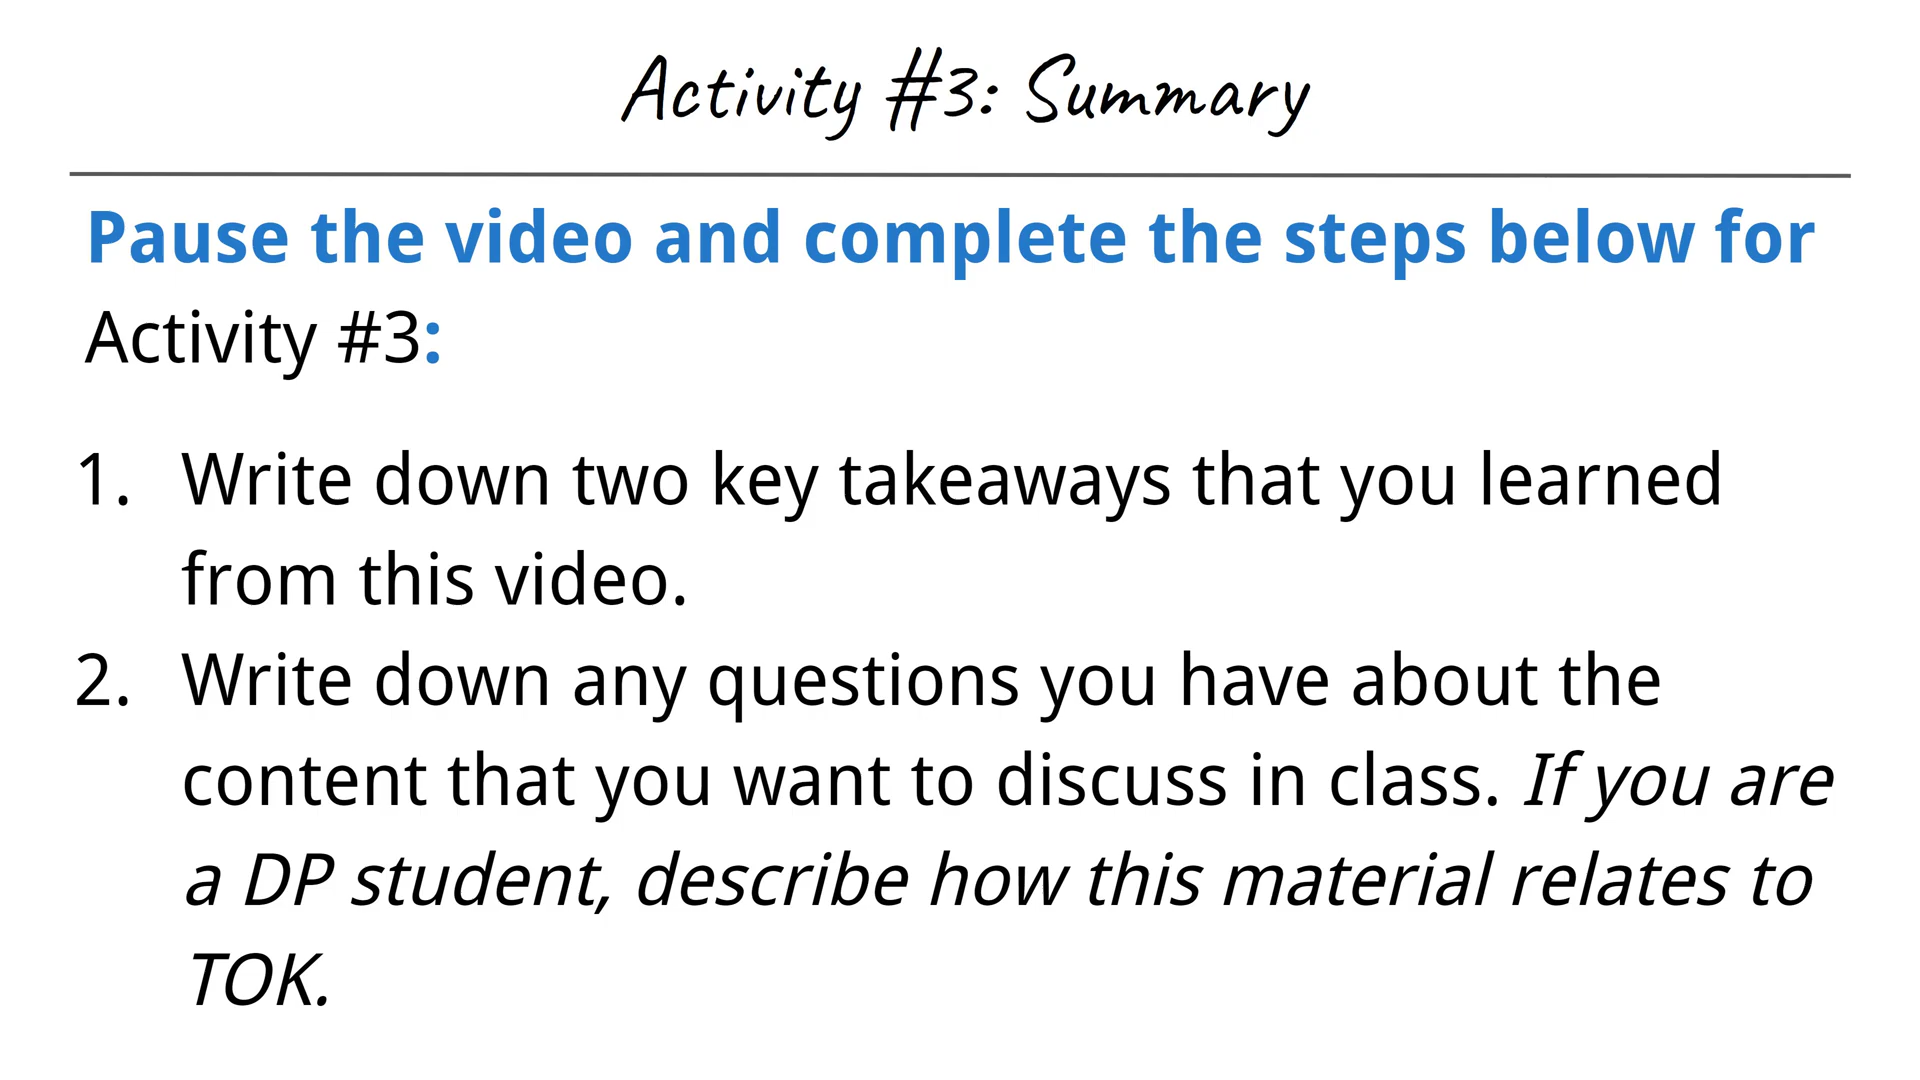 Activity #3: Summary
Pause the video and complete the steps below for
Activity #3:
1. Write down two key takeaways that you learned
from this video.
2. Write down any questions you have about the
content that you want to discuss in class. If you are
a DP student, describe how this material relates to
TOK.